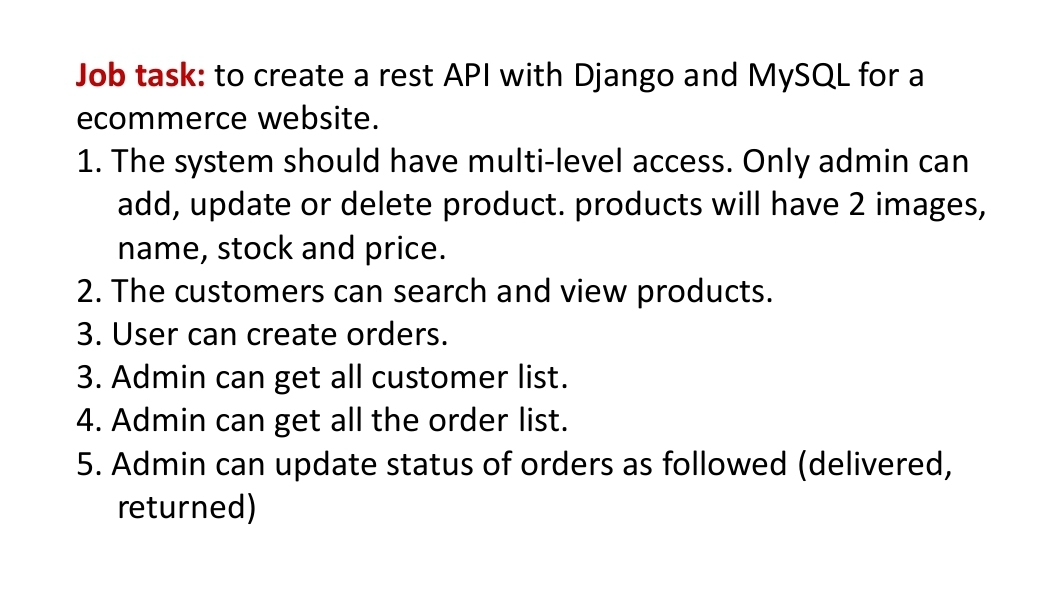 Job task: to create a rest API with Django and MySQL for a
ecommerce website.
1. The system should have multi-level access. Only admin can
add, update or delete product. products will have 2 images,
name, stock and price.
2. The customers can search and view products.
3. User can create orders.
3. Admin can get all customer list.
4. Admin can get all the order list.
5. Admin can update status of orders as followed (delivered,
returned)